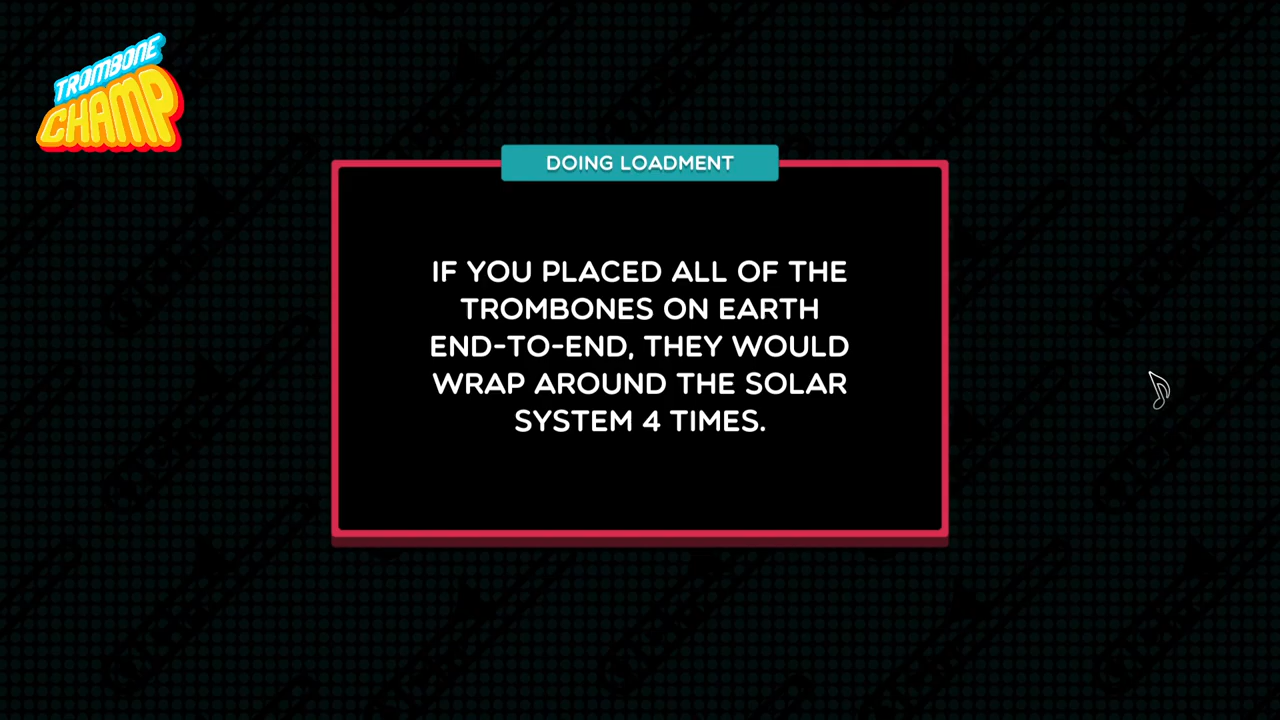 TROMBONE
CHAMP
DOING LOADMENT
IF YOU PLACED ALL OF THE
TROMBONES ON EARTH
END-TO-END, THEY WOULD
WRAP AROUND THE SOLAR
SYSTEM 4 TIMES.